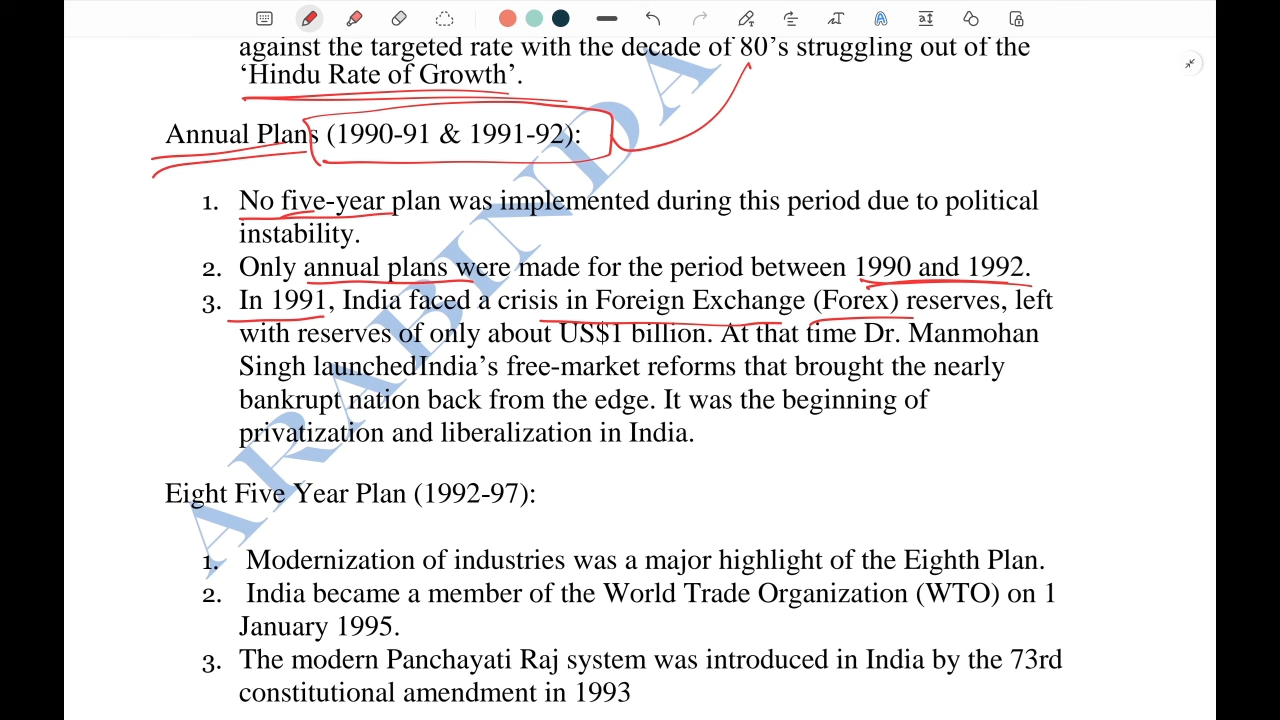 against the targeted rate with the decade of 80’s struggling out of the
‘Hindu Rate of Growth’.
Annual Plans (1990-91 & 1991-92):
1. No five-year plan was implemented during this period due to political
instability.
2. Only annual plans were made for the period between 1990 and 1992.
3. In 1991, India faced a crisis in Foreign Exchange (Forex) reserves, left
with reserves of only about US$1 billion. At that time Dr. Manmohan
Singh launchedIndia’s free-market reforms that brought the nearly
bankrupt nation back from the edge. It was the beginning of
privatization and liberalization in India.
Eight Five Year Plan (1992-97):
1. Modernization of industries was a major highlight of the Eighth Plan.
2. India became a member of the World Trade Organization (WTO) on 1
January 1995.
3. The modern Panchayati Raj system was introduced in India by the 73rd
constitutional amendment in 1993
ARABINDA